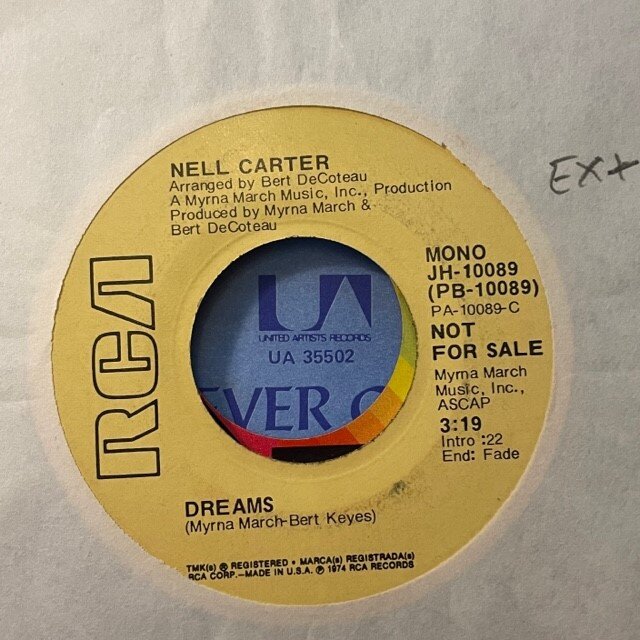 NELL CARTER
Arranged by Bert DeCoteau
A Myrna March Music, Inc., Production
Produced by Myrna March &
Bert DeCoteau
EX+
RCA
MONO
JH-10089
(PB-10089)
PA-10089-C
NOT
FOR SALE
Myrna March
Music, Inc.,
ASCAP
3:19
Intro :22
End: Fade
UA
UNITED ARTISTS RECORDS
UA 35502
EVER
DREAMS
(Myrna March-Bert Keyes)
TMK(s) ® REGISTERED • MARCA(s) REGISTRADA(s)
RCA CORP.—MADE IN U.S.A. ℗ 1974 RCA RECORDS